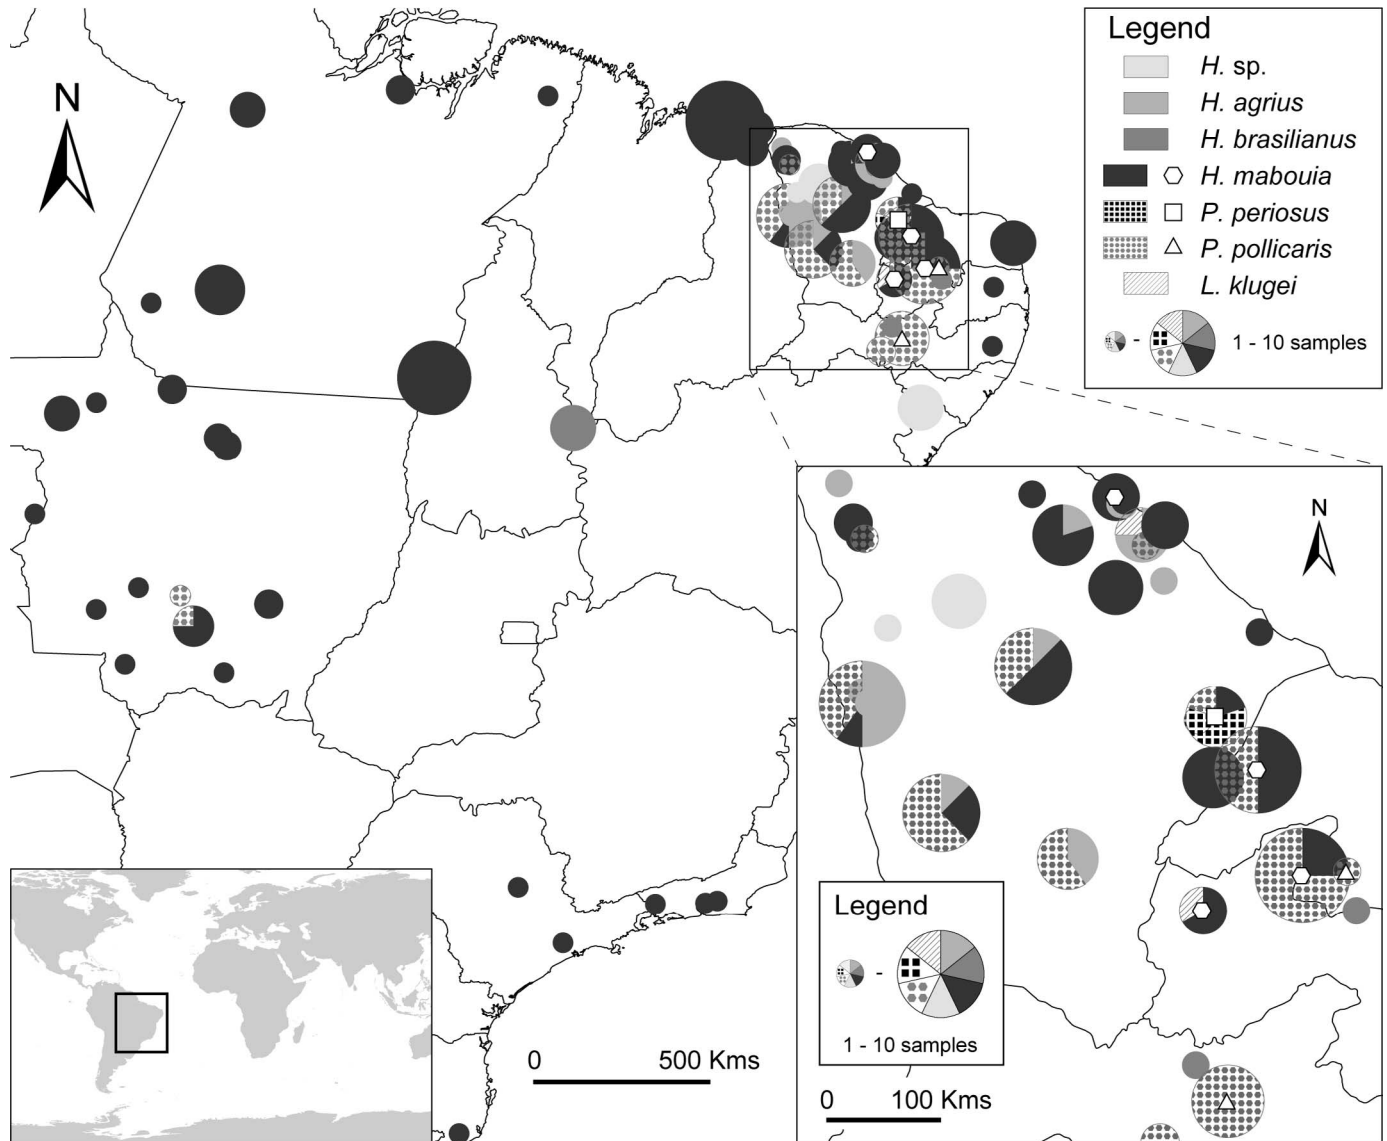 N
Legend
H. sp.
H. agrius
H. brasilianus
H. mabouia
P. periosus
P. pollicaris
L. klugei
- 1 - 10 samples
N
Legend
-
1 - 10 samples
0 100 Kms
0 500 Kms